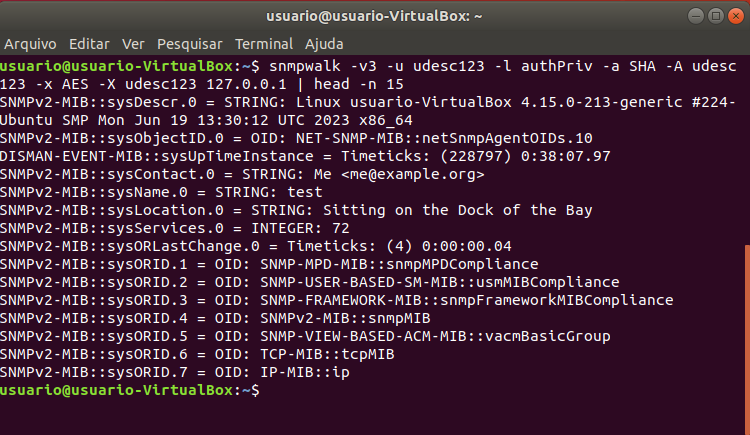 usuario@usuario-VirtualBox: ~
Arquivo Editar Ver Pesquisar Terminal Ajuda
usuario@usuario-VirtualBox:~$ snmpwalk -v3 -u udesc123 -l authPriv -a SHA -A udesc
123 -x AES -X udesc123 127.0.0.1 | head -n 15
SNMPv2-MIB::sysDescr.0 = STRING: Linux usuario-VirtualBox 4.15.0-213-generic #224-
Ubuntu SMP Mon Jun 19 13:30:12 UTC 2023 x86_64
SNMPv2-MIB::sysObjectID.0 = OID: NET-SNMP-MIB::netSnmpAgentOIDs.10
DISMAN-EVENT-MIB::sysUpTimeInstance = Timeticks: (228797) 0:38:07.97
SNMPv2-MIB::sysContact.0 = STRING: Me <me@example.org>
SNMPv2-MIB::sysName.0 = STRING: test
SNMPv2-MIB::sysLocation.0 = STRING: Sitting on the Dock of the Bay
SNMPv2-MIB::sysServices.0 = INTEGER: 72
SNMPv2-MIB::sysORLastChange.0 = Timeticks: (4) 0:00:00.04
SNMPv2-MIB::sysORID.1 = OID: SNMP-MPD-MIB::snmpMPDCompliance
SNMPv2-MIB::sysORID.2 = OID: SNMP-USER-BASED-SM-MIB::usmMIBCompliance
SNMPv2-MIB::sysORID.3 = OID: SNMP-FRAMEWORK-MIB::snmpFrameworkMIBCompliance
SNMPv2-MIB::sysORID.4 = OID: SNMPv2-MIB::snmpMIB
SNMPv2-MIB::sysORID.5 = OID: SNMP-VIEW-BASED-ACM-MIB::vacmBasicGroup
SNMPv2-MIB::sysORID.6 = OID: TCP-MIB::tcpMIB
SNMPv2-MIB::sysORID.7 = OID: IP-MIB::ip
usuario@usuario-VirtualBox:~$